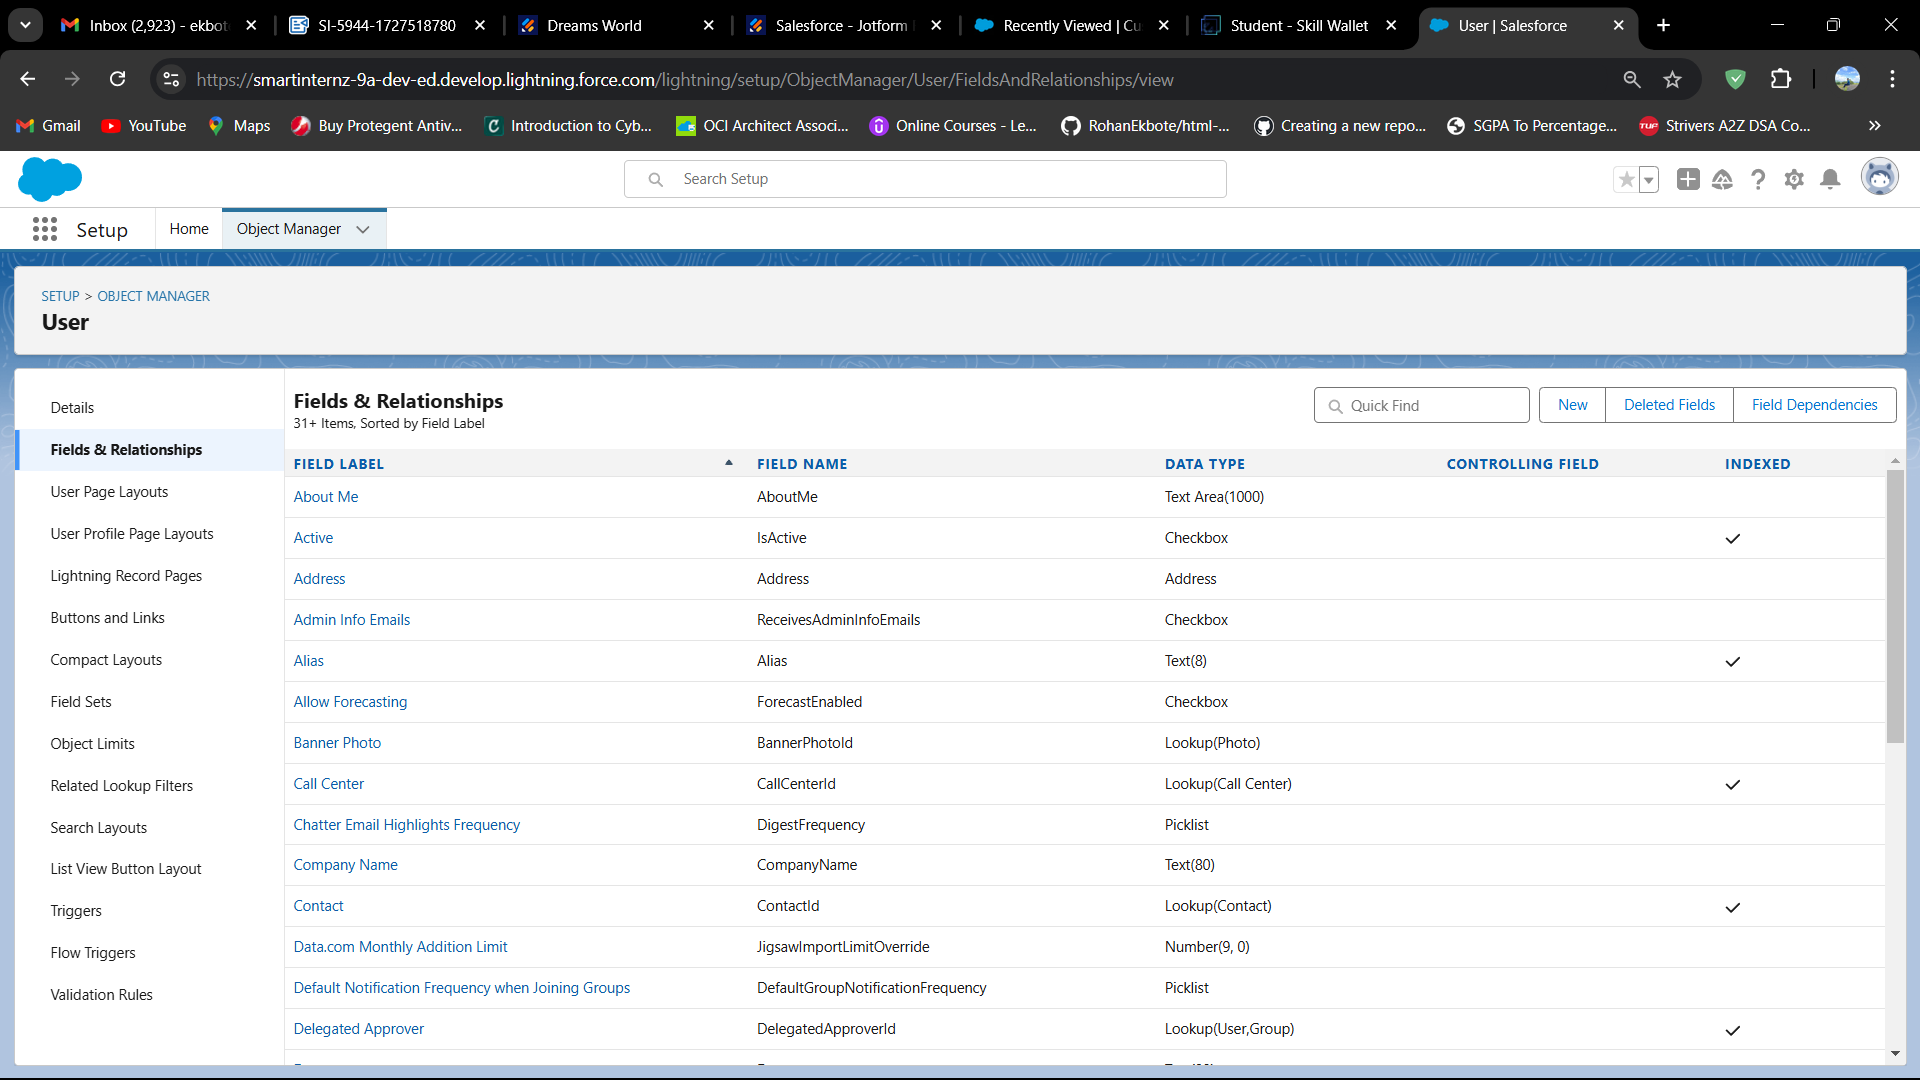 Inbox (2,923) - ekbot
SI-5944-1727518780
Dreams World
Salesforce - Jotform
Recently Viewed | Cu
Student - Skill Wallet
User | Salesforce
https://smartinternz-9a-dev-ed.develop.lightning.force.com/lightning/setup/ObjectManager/User/FieldsAndRelationships/view
Gmail
YouTube
Maps
Buy Protegent Antiv...
Introduction to Cyb...
OCI Architect Associ...
Online Courses - Le...
RohanEkbote/html-...
Creating a new repo...
SGPA To Percentage...
TUF
Strivers A2Z DSA Co...
Search Setup
Setup
Home
Object Manager
SETUP > OBJECT MANAGER
User
Details
Fields & Relationships
User Page Layouts
User Profile Page Layouts
Lightning Record Pages
Buttons and Links
Compact Layouts
Field Sets
Object Limits
Related Lookup Filters
Search Layouts
List View Button Layout
Triggers
Flow Triggers
Validation Rules
Fields & Relationships
31+ Items, Sorted by Field Label
Quick Find
New
Deleted Fields
Field Dependencies
FIELD LABEL FIELD NAME DATA TYPE CONTROLLING FIELD INDEXED
About Me AboutMe Text Area(1000)
Active IsActive Checkbox
Address Address Address
Admin Info Emails ReceivesAdminInfoEmails Checkbox
Alias Alias Text(8)
Allow Forecasting ForecastEnabled Checkbox
Banner Photo BannerPhotoId Lookup(Photo)
Call Center CallCenterId Lookup(Call Center)
Chatter Email Highlights Frequency DigestFrequency Picklist
Company Name CompanyName Text(80)
Contact ContactId Lookup(Contact)
Data.com Monthly Addition Limit JigsawImportLimitOverride Number(9, 0)
Default Notification Frequency when Joining Groups DefaultGroupNotificationFrequency Picklist
Delegated Approver DelegatedApproverId Lookup(User,Group)